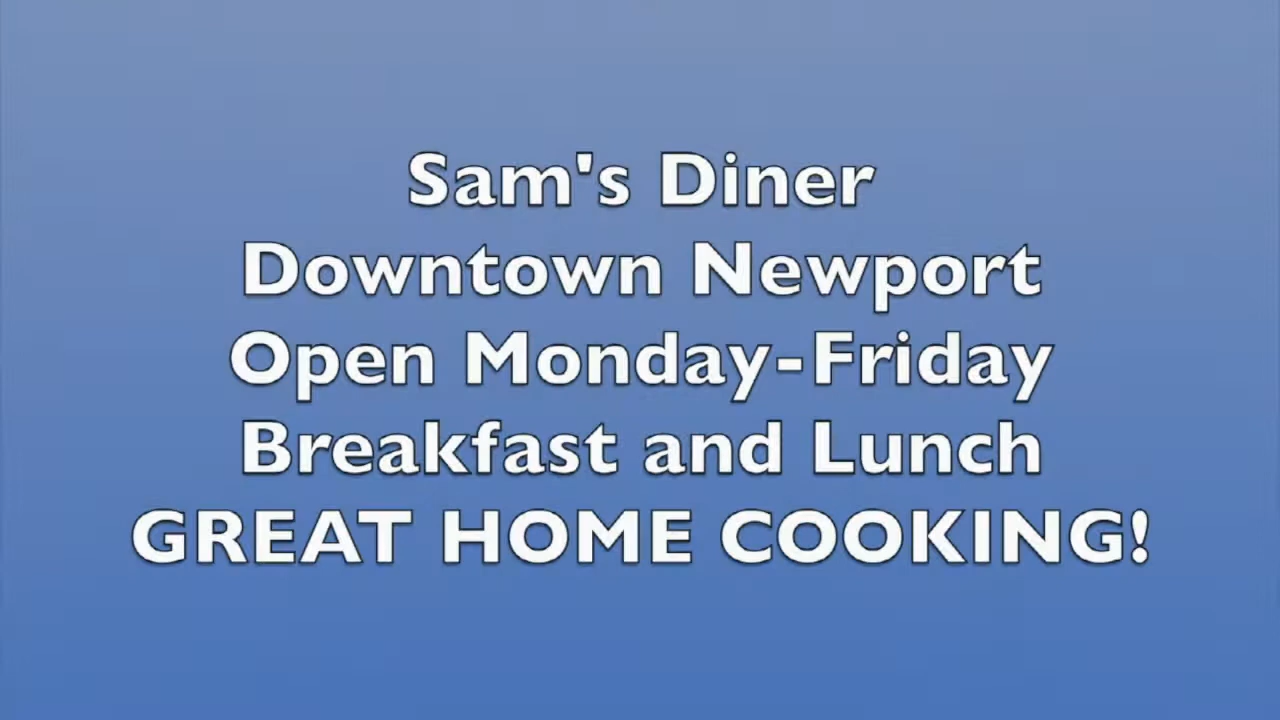 Sam's Diner
Downtown Newport
Open Monday-Friday
Breakfast and Lunch
GREAT HOME COOKING!